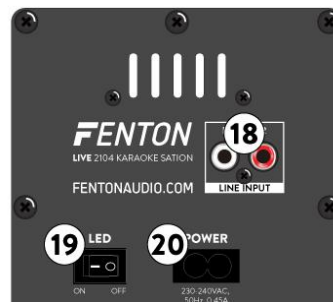 FENTON
18
LIVE 2104 KARAOKE SATION
FENTONAUDIO.COM
LINE INPUT
19
LED
20
POWER
ON
OFF
230-240VAC,
50Hz, 0.45A